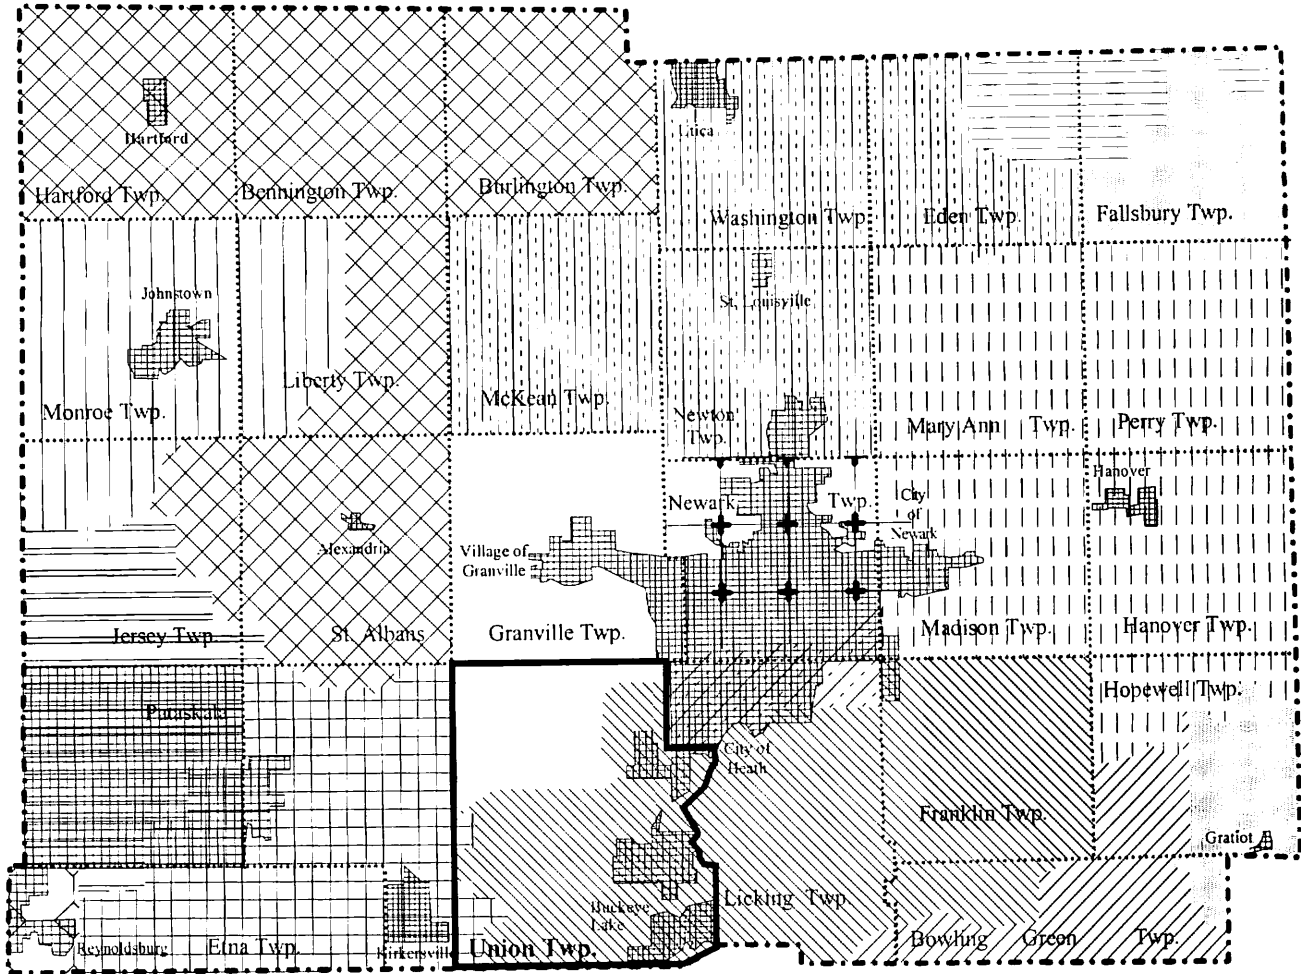 Hartford
Hartford Twp.
Bennington Twp.
Burlington Twp.
Utica
Washington Twp.
Eden Twp.
Fallsbury Twp.
Johnstown
Monroe Twp.
Liberty Twp.
McKean Twp.
St. Louisville
Newton
Twp.
Mary Ann Twp.
Perry Twp.
Alexandria
Jersey Twp.
St. Albans
Village of
Granville
Granville Twp.
Newark Twp.
City
of
Newark
Madison Twp.
Hanover
Hanover Twp.
Pataskala
City of
Heath
Hopewell Twp.
Franklin Twp.
Gratiot
Reynoldsburg
Etna Twp.
Kirkersville
Buckeye
Lake
Union Twp.
Licking Twp.
Bowling Green Twp.